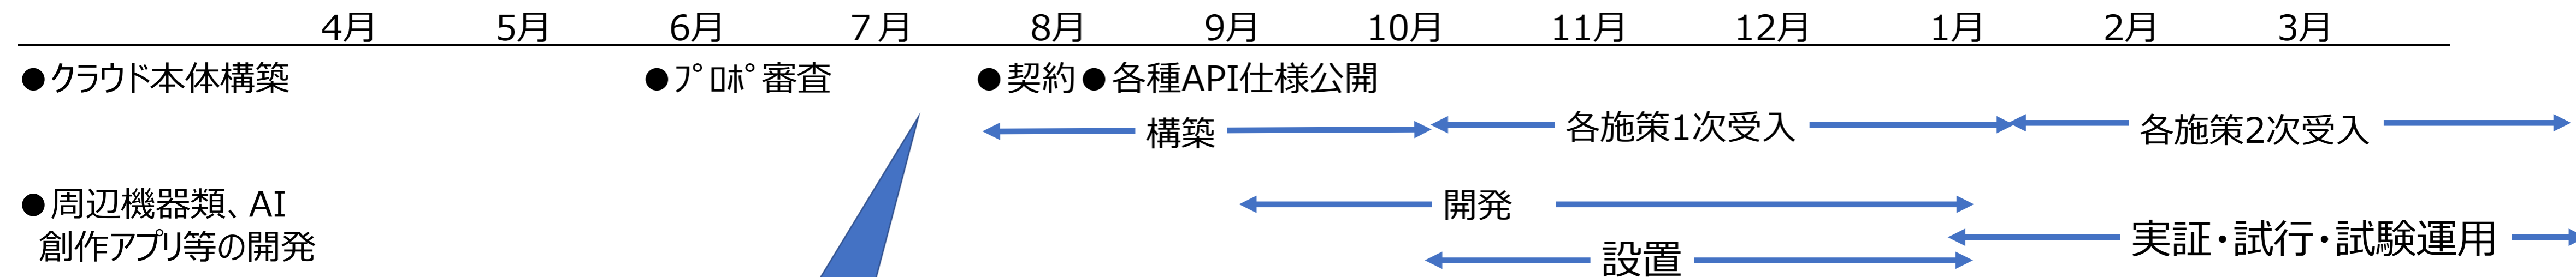 4月 5月 6月 7月 8月 9月 10月 11月 12月 1月 2月 3月
●クラウド本体構築 ●ﾌﾟﾛﾎﾟ審査 ●契約 ●各種API仕様公開
構築 各施策1次受入 各施策2次受入
●周辺機器類、AI 開発
創作アプリ等の開発 実証・試行・試験運用
設置